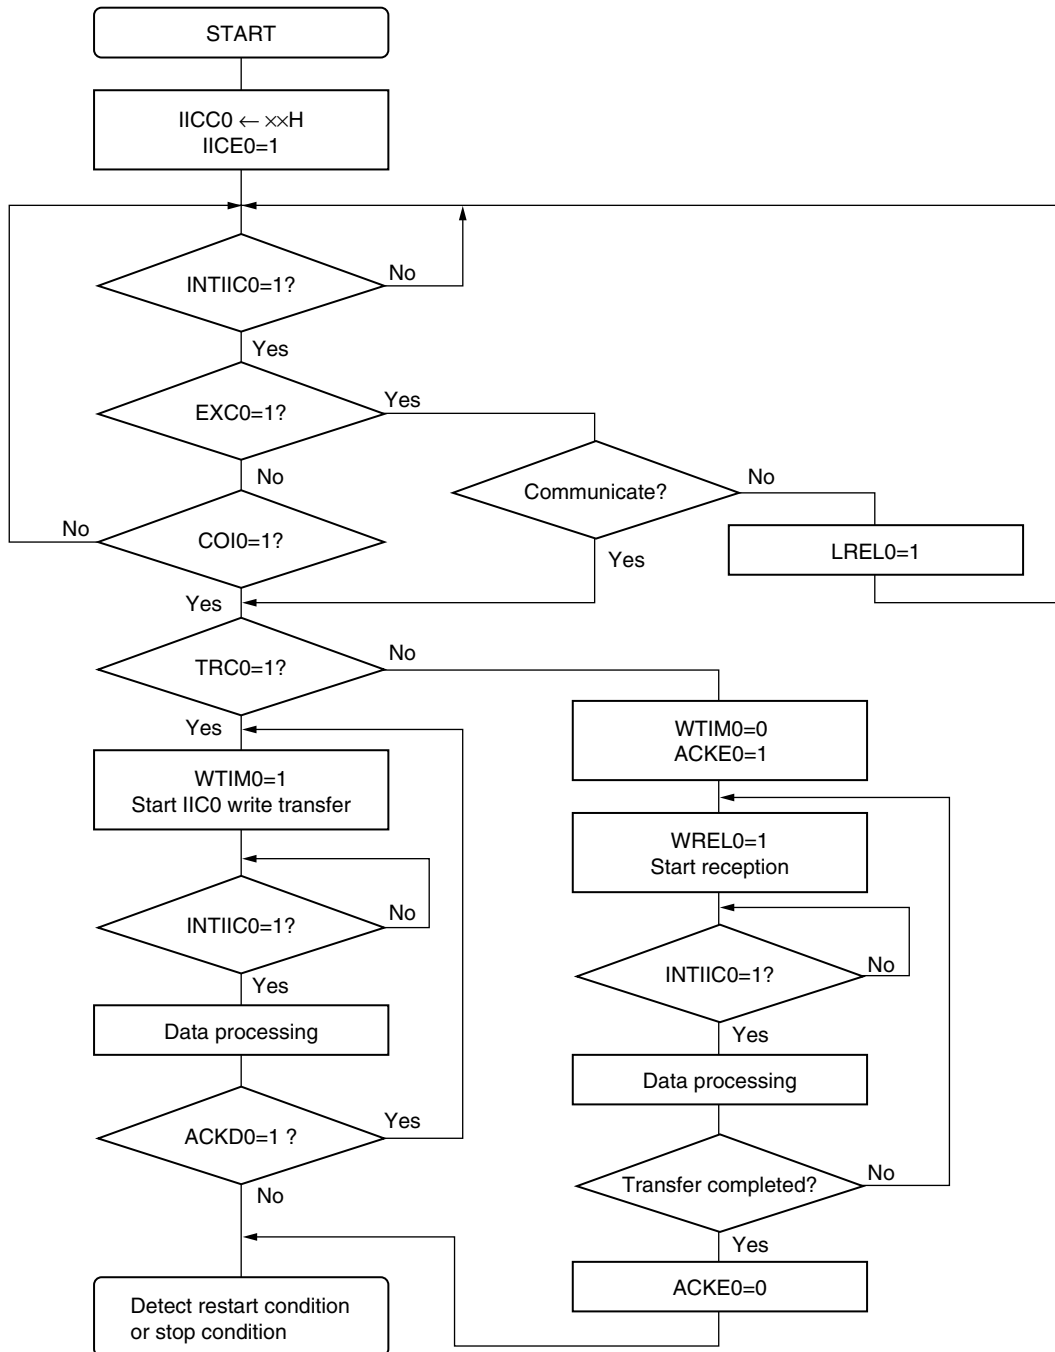 START
IICC0 ← ××H
IICE0=1
INTIIC0=1?
No
Yes
EXC0=1?
Yes
No
Communicate?
No
Yes
LREL0=1
COI0=1?
No
Yes
TRC0=1?
No
Yes
WTIM0=1
Start IIC0 write transfer
INTIIC0=1?
No
Yes
Data processing
ACKD0=1 ?
Yes
No
WTIM0=0
ACKE0=1
WREL0=1
Start reception
INTIIC0=1?
No
Yes
Data processing
Transfer completed?
No
Yes
ACKE0=0
Detect restart condition
or stop condition